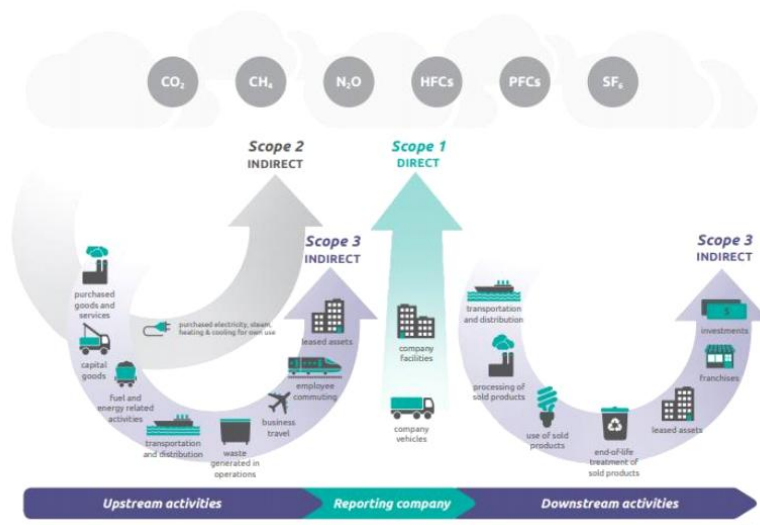 CO₂
CH₄
N₂O
HFCs
PFCs
SF₆
Scope 2
INDIRECT
Scope 1
DIRECT
Scope 3
INDIRECT
Scope 3
INDIRECT
purchased
goods and
services
purchased electricity, steam,
heating & cooling for own use
capital
goods
fuel and
energy related
activities
transportation
and distribution
waste
generated in
operations
business
travel
employee
commuting
leased assets
company
facilities
company
vehicles
transportation
and distribution
processing of
sold products
use of sold
products
end-of-life
treatment of
sold products
leased assets
franchises
$
investments
Upstream activities
Reporting company
Downstream activities